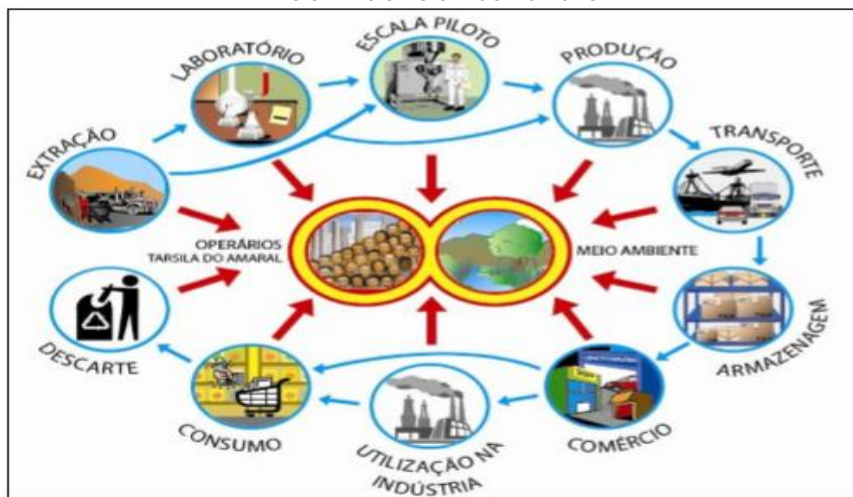 EXTRAÇÃO
LABORATÓRIO
ESCALA PILOTO
PRODUÇÃO
TRANSPORTE
OPERÁRIOS
TARSILA DO AMARAL
MEIO AMBIENTE
ARMAZENAGEM
COMÉRCIO
UTILIZAÇÃO NA
INDÚSTRIA
CONSUMO
DESCARTE